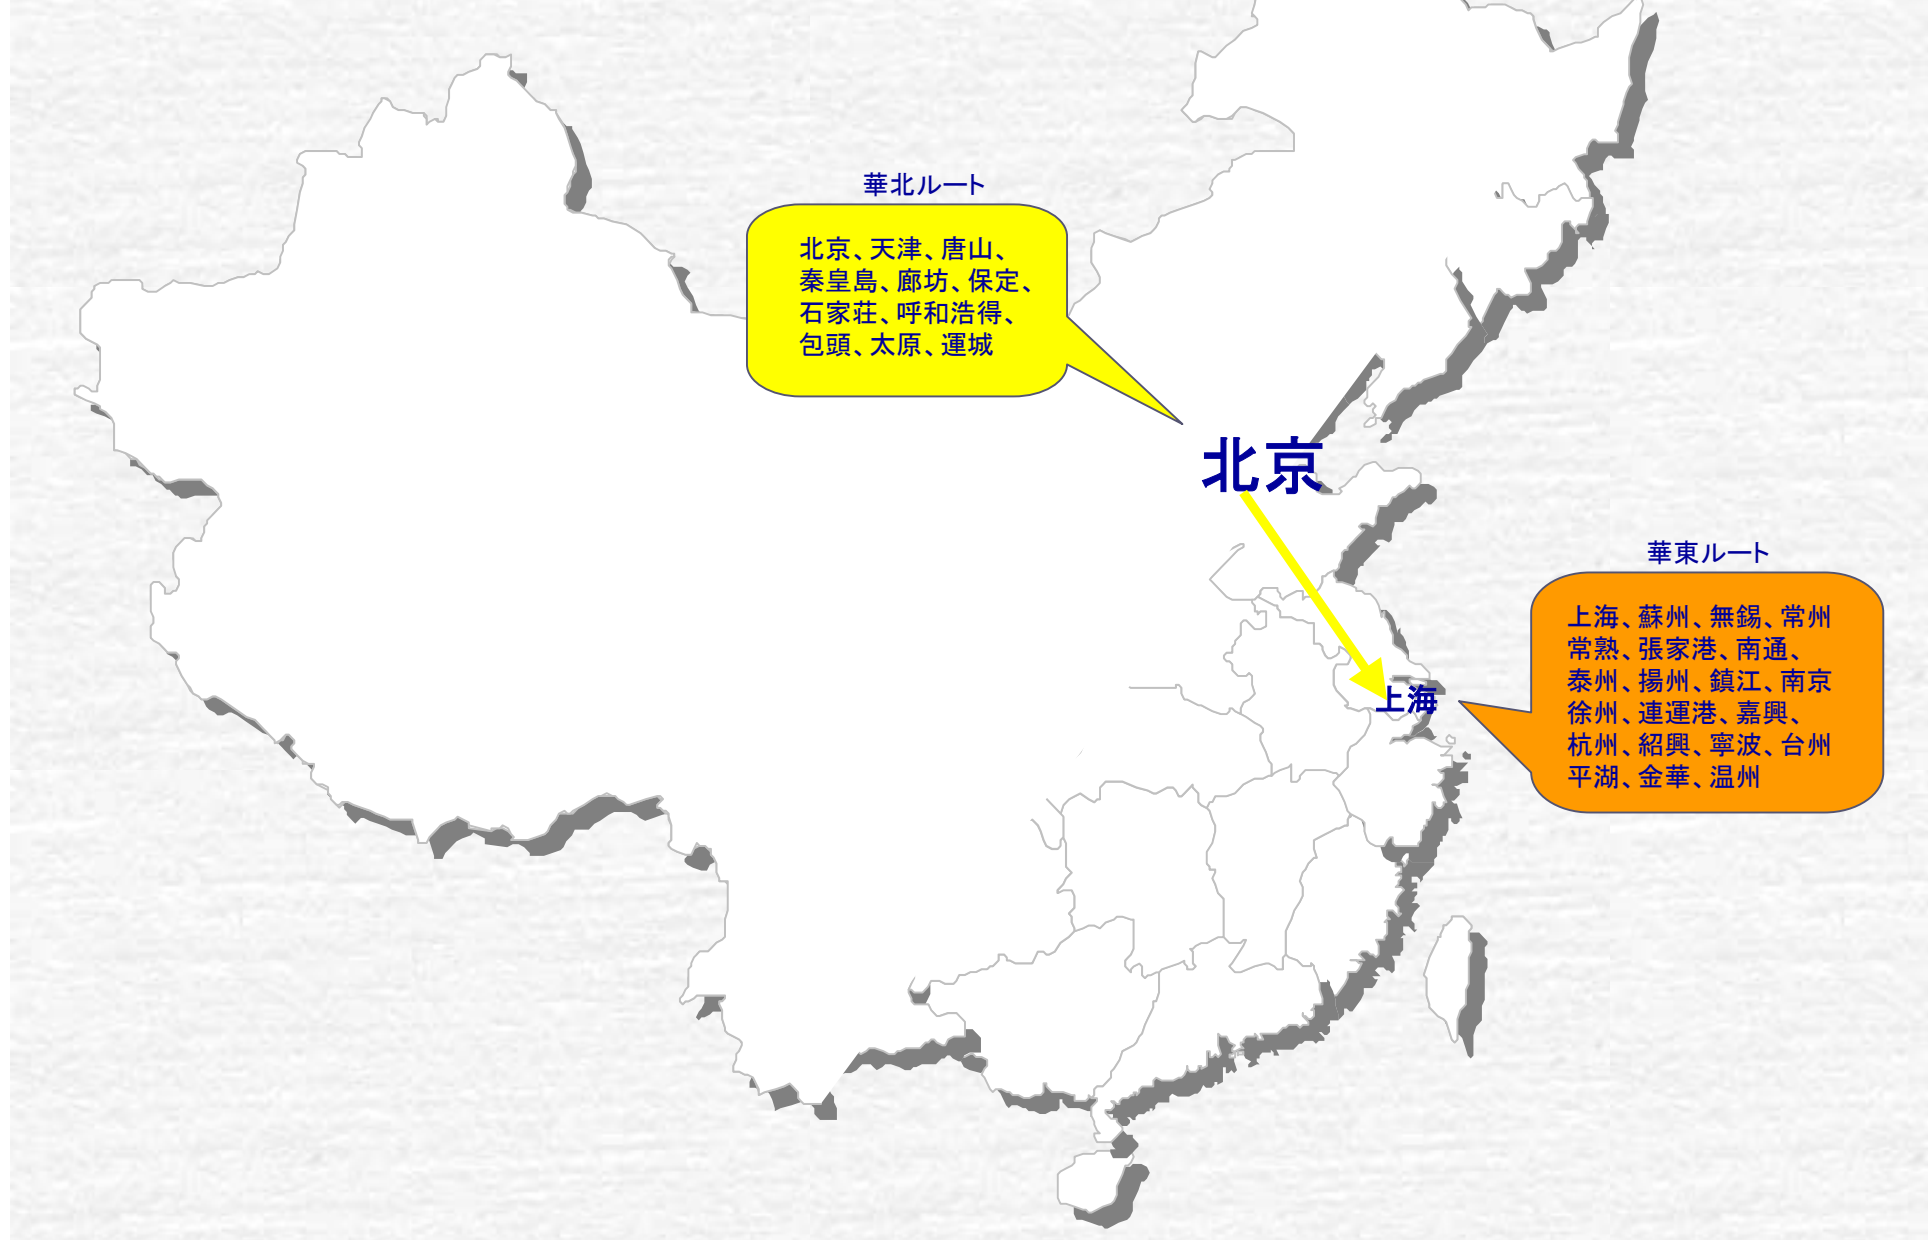 華北ルート
北京、天津、唐山、
秦皇島、廊坊、保定、
石家荘、呼和浩得、
包頭、太原、運城
北京
華東ルート
上海、蘇州、無錫、常州
常熟、張家港、南通、
泰州、揚州、鎮江、南京
徐州、連運港、嘉興、
杭州、紹興、寧波、台州
平湖、金華、温州
上海